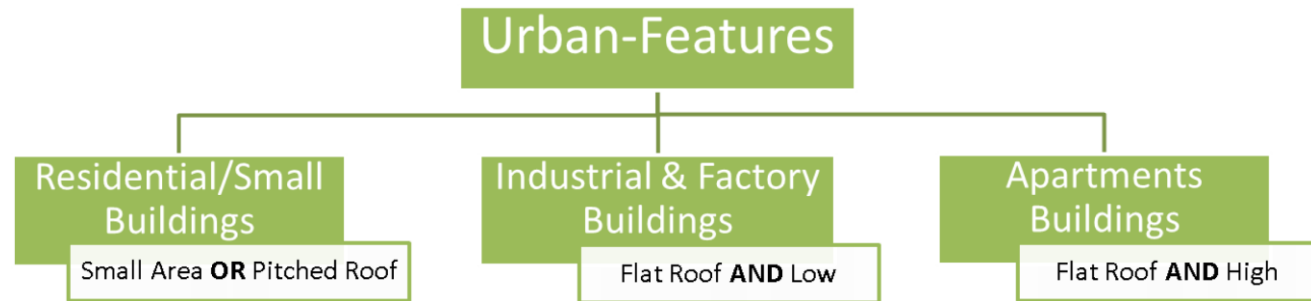 Urban-Features
Residential/Small
Buildings
Small Area OR Pitched Roof
Industrial & Factory
Buildings
Flat Roof AND Low
Apartments
Buildings
Flat Roof AND High